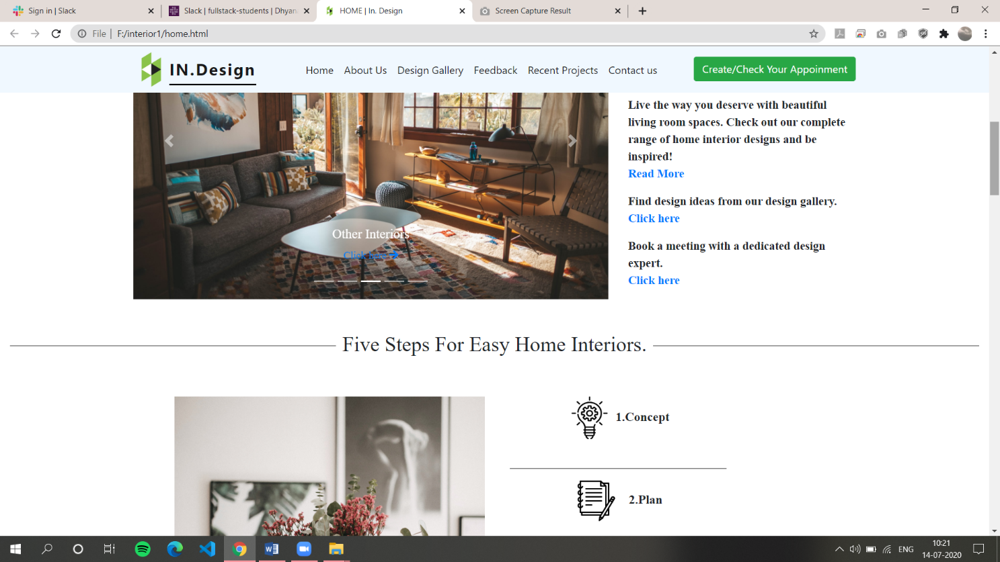 Sign in | Slack
Slack | fullstack-students | Dhyan
HOME | In. Design
Screen Capture Result
File | F:/interior1/home.html
IN.Design
Home About Us Design Gallery Feedback Recent Projects Contact us
Create/Check Your Appoinment
Other Interiors
Click here
Live the way you deserve with beautiful
living room spaces. Check out our complete
range of home interior designs and be
inspired!
Read More
Find design ideas from our design gallery.
Click here
Book a meeting with a dedicated design
expert.
Click here
Five Steps For Easy Home Interiors.
1.Concept
2.Plan
ENG
10:21
14-07-2020